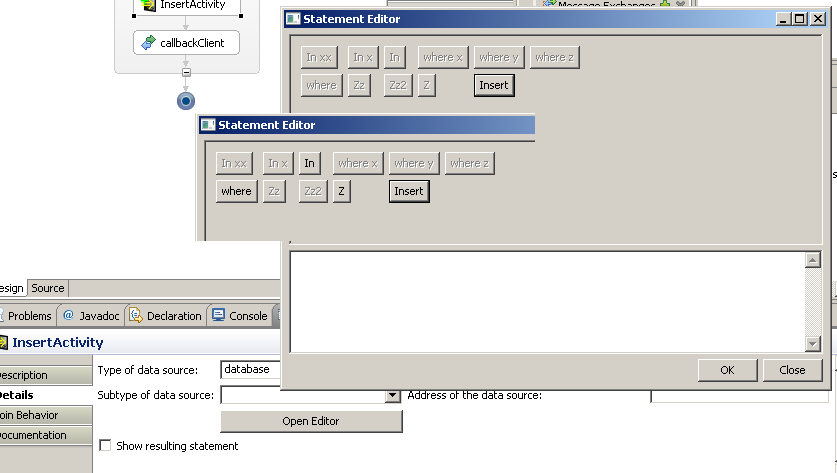 InsertActivity
Message Exchanges
callbackClient
Statement Editor
In xx In x In where x where y where z
where Zz Zz2 Z Insert
Statement Editor
In xx In x In where x where y where z
where Zz Zz2 Z Insert
esign Source
Problems @ Javadoc Declaration Console
InsertActivity
escription
Details
oin Behavior
ocumentation
Type of data source: database
Subtype of data source: Address of the data source:
Open Editor
Show resulting statement
OK Close